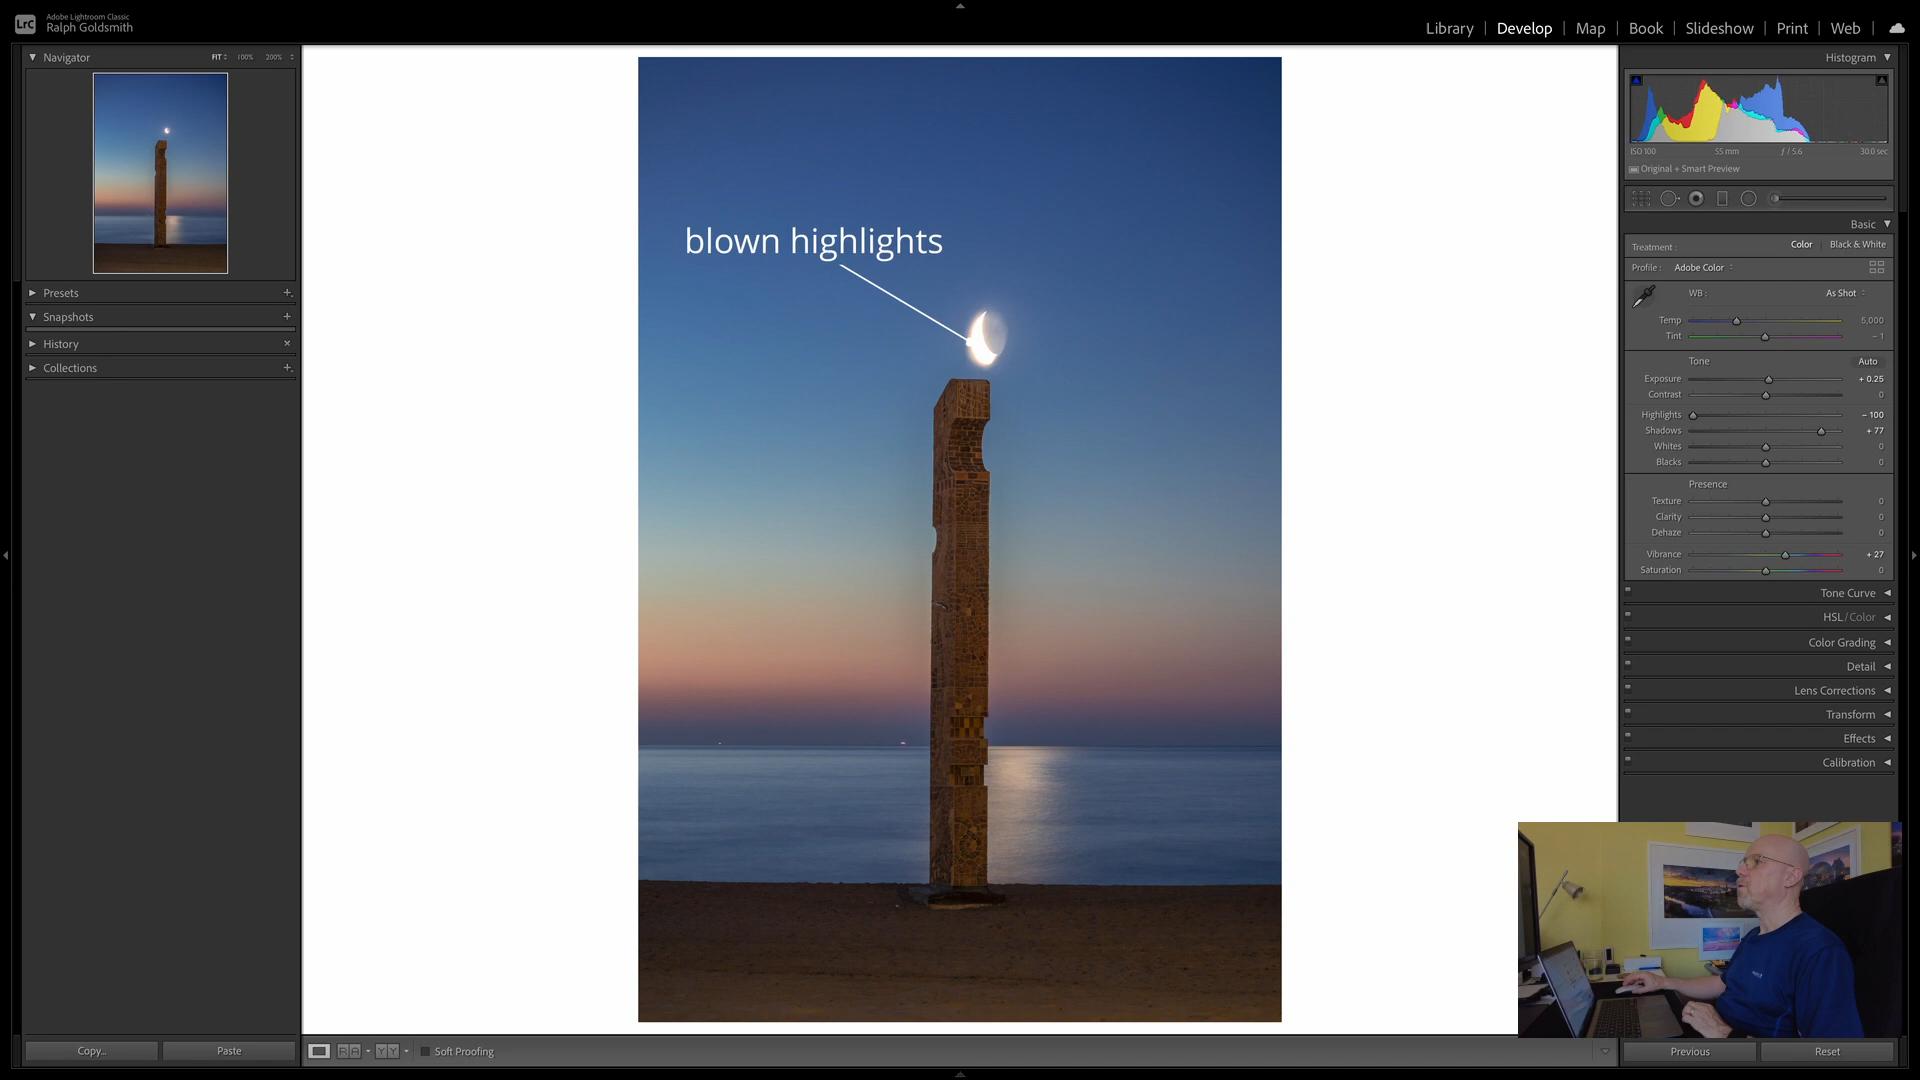 LrC
Adobe Lightroom Classic
Ralph Goldsmith
Library | Develop | Map | Book | Slideshow | Print | Web
Navigator FIT 100% 200%
Presets
Snapshots
History
Collections
Copy... Paste
blown highlights
Soft Proofing
Histogram
ISO 100 55 mm ƒ / 5.6 30.0 sec
Original + Smart Preview
Basic
Treatment : Color | Black & White
Profile : Adobe Color
WB : As Shot
Temp 5,000
Tint – 1
Tone Auto
Exposure + 0.25
Contrast 0
Highlights – 100
Shadows + 77
Whites 0
Blacks 0
Presence
Texture 0
Clarity 0
Dehaze 0
Vibrance + 27
Saturation 0
Tone Curve
HSL / Color
Color Grading
Detail
Lens Corrections
Transform
Effects
Calibration
Previous Reset